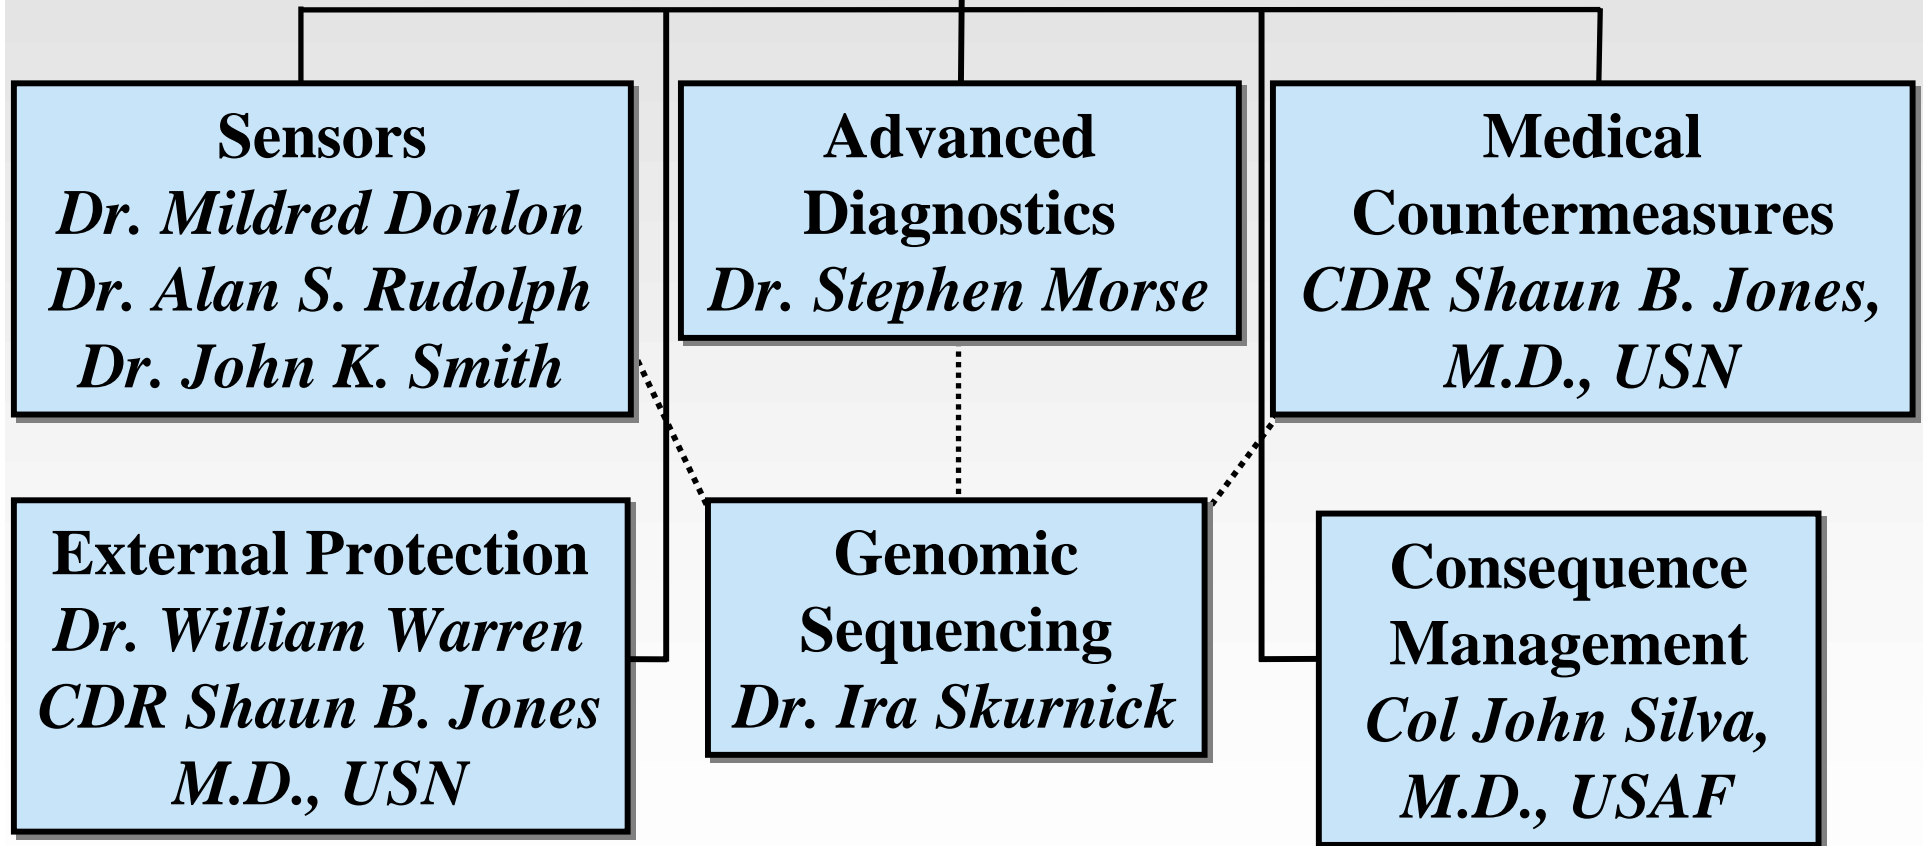 Sensors
Dr. Mildred Donlon
Dr. Alan S. Rudolph
Dr. John K. Smith
Advanced
Diagnostics
Dr. Stephen Morse
Medical
Countermeasures
CDR Shaun B. Jones,
M.D., USN
External Protection
Dr. William Warren
CDR Shaun B. Jones
M.D., USN
Genomic
Sequencing
Dr. Ira Skurnick
Consequence
Management
Col John Silva,
M.D., USAF